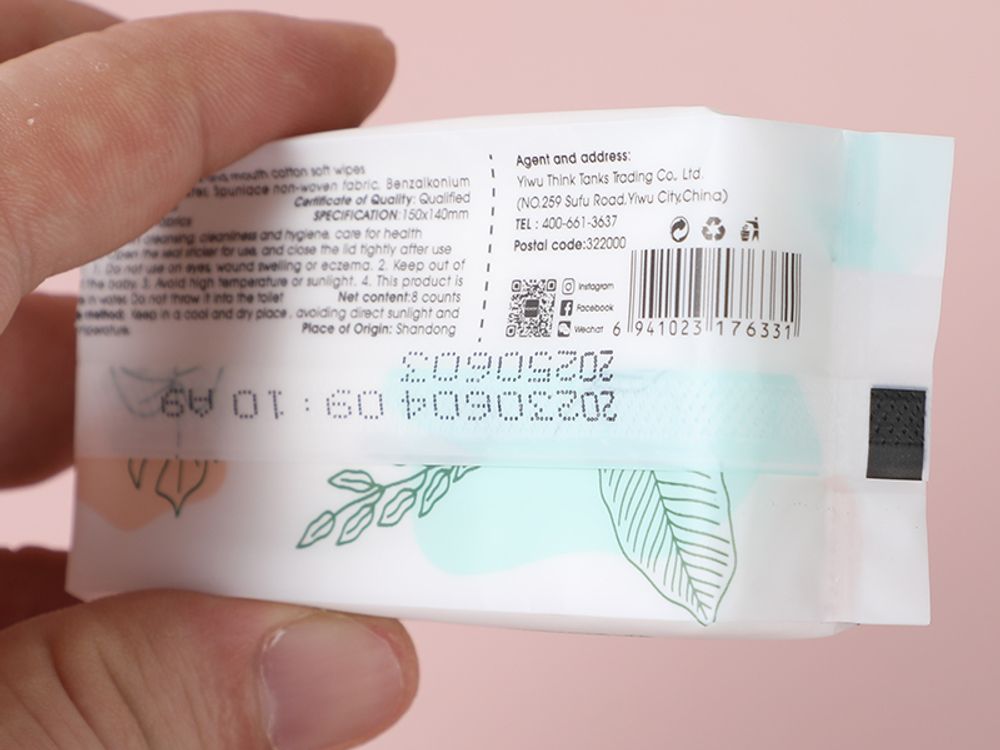 mouth cotton soft wipes
Spunlace non-woven fabric, Benzalkonium
Certificate of Quality: Qualified
SPECIFICATION:150x140mm
cleansing, cleanliness and hygiene, care for health
the seal sticker for use, and close the lid tightly after use
1. Do not use on eyes, wound swelling or eczema. 2. Keep out of
the baby. 3. Avoid high temperature or sunlight. 4. This product is
in water. Do not throw it into the toilet
Net content:8 counts
method: Keep in a cool and dry place, avoiding direct sunlight and
Place of Origin: Shandong
Agent and address:
Yiwu Think Tanks Trading Co., Ltd.
(NO.259 Sufu Road,Yiwu City,China)
TEL : 400-661-3637
Postal code:322000
Instagram
Facebook
Wechat
6 941023 176331
20230604 09:10 A9
20250603